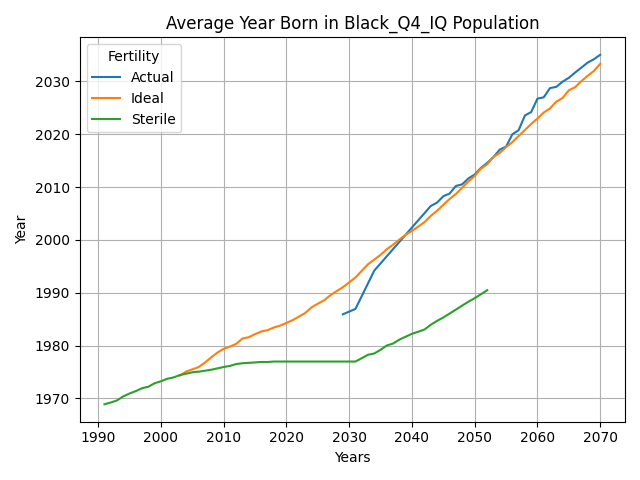 Average Year Born in Black_Q4_IQ Population
Fertility
Actual
Ideal
Sterile
Year
2030
2020
2010
2000
1990
1980
1970
1990 2000 2010 2020 2030 2040 2050 2060 2070
Years